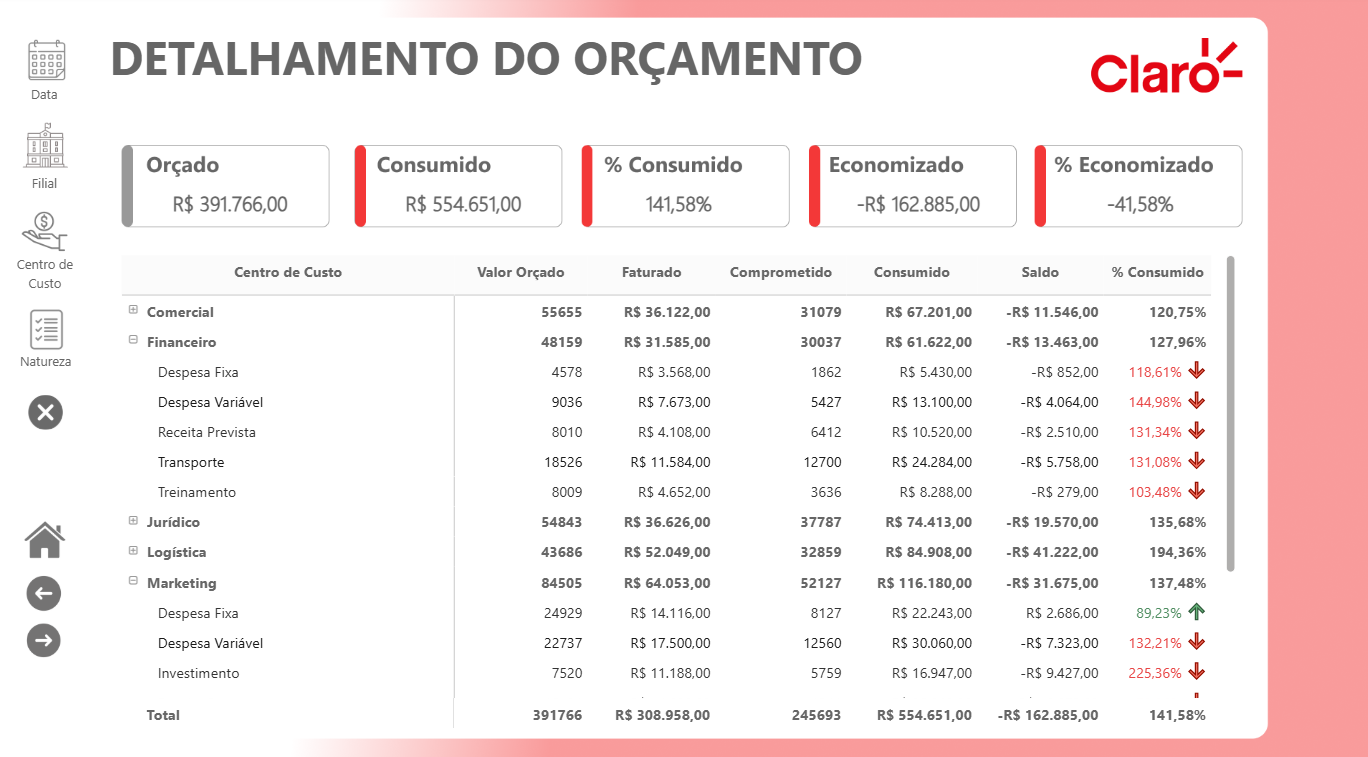 DETALHAMENTO DO ORÇAMENTO
Claro
Data
Filial
Centro de
Custo
Natureza
Orçado
R$ 391.766,00
Consumido
R$ 554.651,00
% Consumido
141,58%
Economizado
-R$ 162.885,00
% Economizado
-41,58%
Centro de Custo Valor Orçado Faturado Comprometido Consumido Saldo % Consumido
Comercial 55655 R$ 36.122,00 31079 R$ 67.201,00 -R$ 11.546,00 120,75%
Financeiro 48159 R$ 31.585,00 30037 R$ 61.622,00 -R$ 13.463,00 127,96%
Despesa Fixa 4578 R$ 3.568,00 1862 R$ 5.430,00 -R$ 852,00 118,61%
Despesa Variável 9036 R$ 7.673,00 5427 R$ 13.100,00 -R$ 4.064,00 144,98%
Receita Prevista 8010 R$ 4.108,00 6412 R$ 10.520,00 -R$ 2.510,00 131,34%
Transporte 18526 R$ 11.584,00 12700 R$ 24.284,00 -R$ 5.758,00 131,08%
Treinamento 8009 R$ 4.652,00 3636 R$ 8.288,00 -R$ 279,00 103,48%
Jurídico 54843 R$ 36.626,00 37787 R$ 74.413,00 -R$ 19.570,00 135,68%
Logística 43686 R$ 52.049,00 32859 R$ 84.908,00 -R$ 41.222,00 194,36%
Marketing 84505 R$ 64.053,00 52127 R$ 116.180,00 -R$ 31.675,00 137,48%
Despesa Fixa 24929 R$ 14.116,00 8127 R$ 22.243,00 R$ 2.686,00 89,23%
Despesa Variável 22737 R$ 17.500,00 12560 R$ 30.060,00 -R$ 7.323,00 132,21%
Investimento 7520 R$ 11.188,00 5759 R$ 16.947,00 -R$ 9.427,00 225,36%
Total 391766 R$ 308.958,00 245693 R$ 554.651,00 -R$ 162.885,00 141,58%